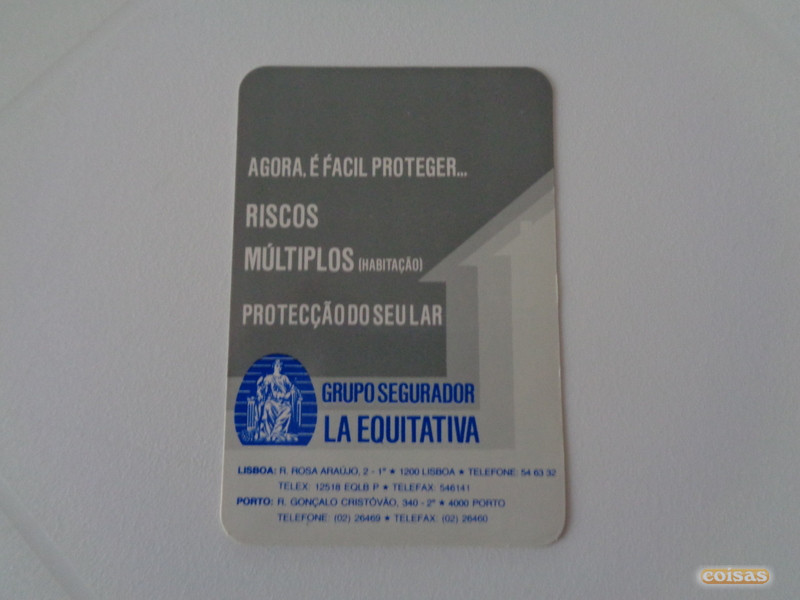 AGORA, É FÁCIL PROTEGER...
RISCOS
MÚLTIPLOS (HABITAÇÃO)
PROTECÇÃO DO SEU LAR
GRUPO SEGURADOR
LA EQUITATIVA
LISBOA: R. ROSA ARAÚJO, 2 - 1º ★ 1200 LISBOA ★ TELEFONE: 54 63 32
TELEX: 12518 EQLB P ★ TELEFAX: 546141
PORTO: R. GONÇALO CRISTÓVÃO, 340 - 2º ★ 4000 PORTO
TELEFONE: (02) 26469 ★ TELEFAX: (02) 26460
coisas